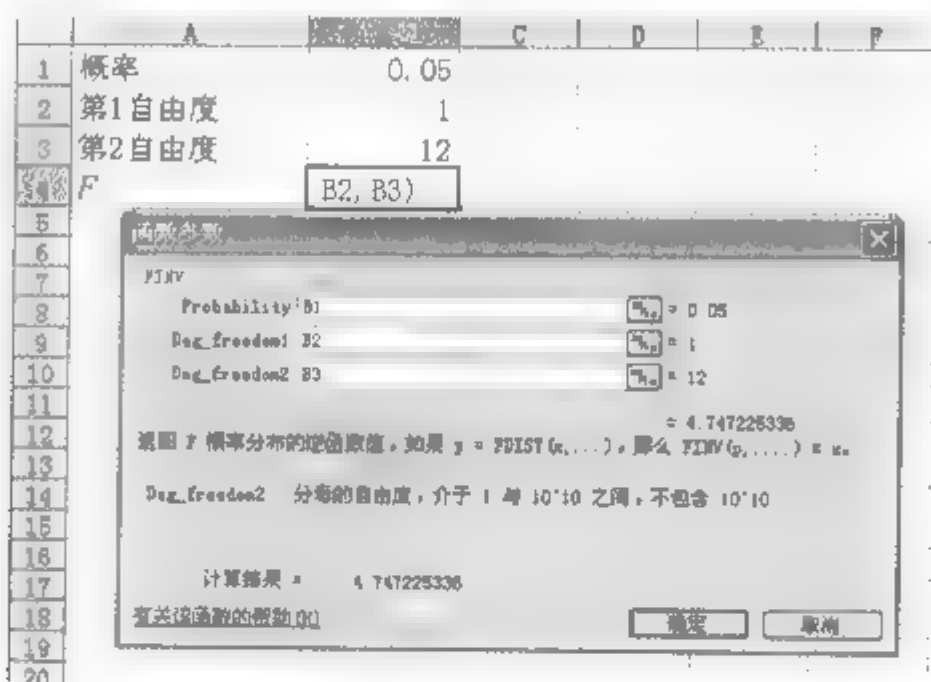 A C D E F
1 概率 0.05
2 第1自由度 1
3 第2自由度 12
F B2, B3)
5
函数参数
6
7 FINV
8 Probability B1 = 0.05
9 Deg_freedom1 B2 = 1
10 Deg_freedom2 B3 = 12
11
= 4.747225336
12 返回 F 概率分布的逆函数值，如果 p = FDIST(x,...)，那么 FINV(p,....) = x。
13
14 Deg_freedom2 分母的自由度，介于 1 与 10^10 之间，不包含 10^10
15
16
17 计算结果 = 4.747225336
18 有关该函数的帮助(H) 确定 取消
19
20